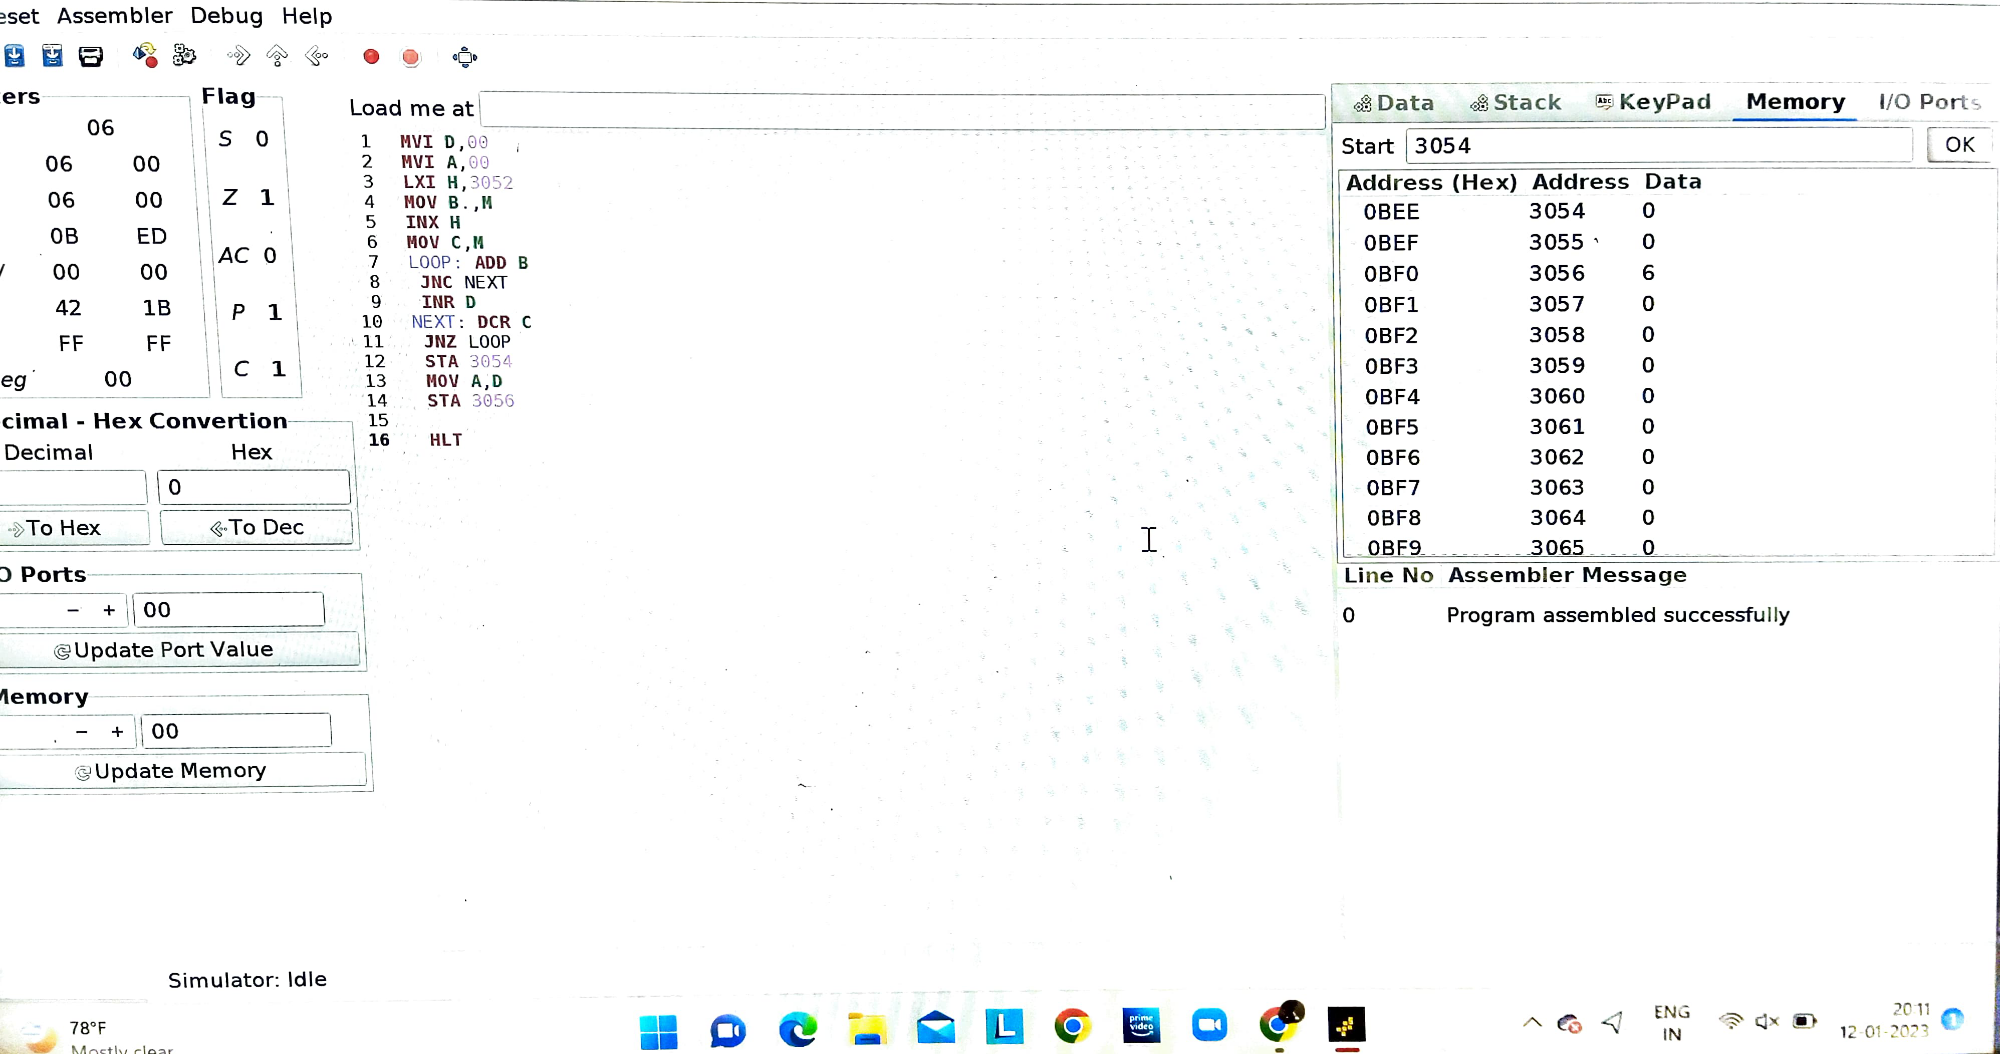 eset Assembler Debug Help
ers
06
06 00
06 00
0B ED
00 00
42 1B
FF FF
eg 00
Flag
S 0
Z 1
AC 0
P 1
C 1
cimal - Hex Convertion
Decimal Hex
0
To Hex To Dec
O Ports
- + 00
Update Port Value
Memory
- + 00
Update Memory
Simulator: Idle
Load me at
1 MVI D,00
2 MVI A,00
3 LXI H,3052
4 MOV B.,M
5 INX H
6 MOV C,M
7 LOOP: ADD B
8 JNC NEXT
9 INR D
10 NEXT: DCR C
11 JNZ LOOP
12 STA 3054
13 MOV A,D
14 STA 3056
15
16 HLT
Data Stack Abc KeyPad Memory I/O Ports
Start 3054 OK
Address (Hex) Address Data
0BEE 3054 0
0BEF 3055 0
0BF0 3056 6
0BF1 3057 0
0BF2 3058 0
0BF3 3059 0
0BF4 3060 0
0BF5 3061 0
0BF6 3062 0
0BF7 3063 0
0BF8 3064 0
0BF9 3065 0
Line No Assembler Message
0 Program assembled successfully
78°F
Mostly clear
L
prime video
ENG
IN
20:11
12-01-2023
1